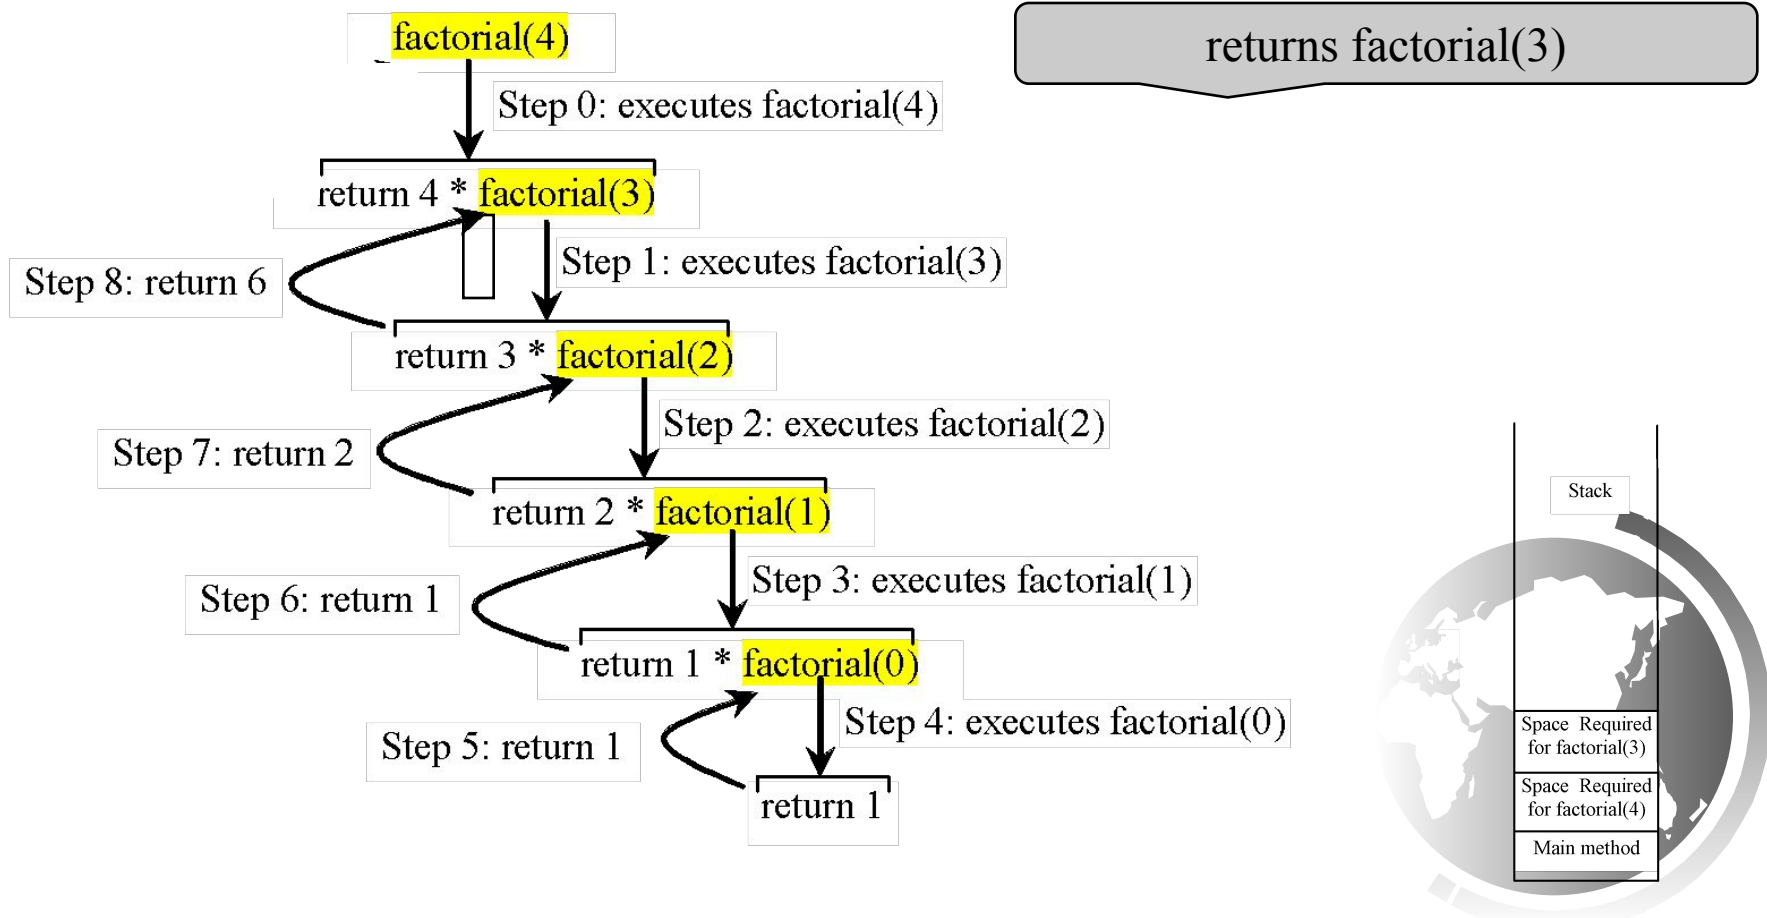 returns factorial(3)
factorial(4)
Step 0: executes factorial(4)
return 4 * factorial(3)
Step 1: executes factorial(3)
Step 8: return 6
return 3 * factorial(2)
Step 2: executes factorial(2)
Step 7: return 2
return 2 * factorial(1)
Step 3: executes factorial(1)
Step 6: return 1
return 1 * factorial(0)
Step 4: executes factorial(0)
Step 5: return 1
return 1
Stack
Space Required
for factorial(3)
Space Required
for factorial(4)
Main method